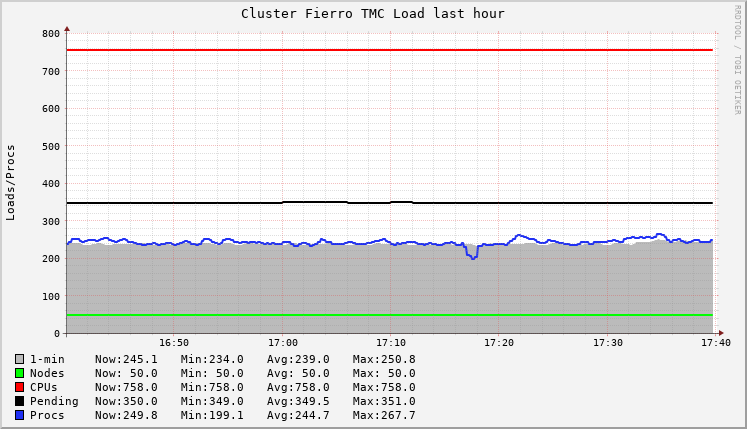 Cluster Fierro TMC Load last hour
RRDTOOL / TOBI OETIKER
Loads/Procs
800
700
600
500
400
300
200
100
0
16:50 17:00 17:10 17:20 17:30 17:40
1-min Now:245.1 Min:234.0 Avg:239.0 Max:250.8
Nodes Now: 50.0 Min: 50.0 Avg: 50.0 Max: 50.0
CPUs Now:758.0 Min:758.0 Avg:758.0 Max:758.0
Pending Now:350.0 Min:349.0 Avg:349.5 Max:351.0
Procs Now:249.8 Min:199.1 Avg:244.7 Max:267.7